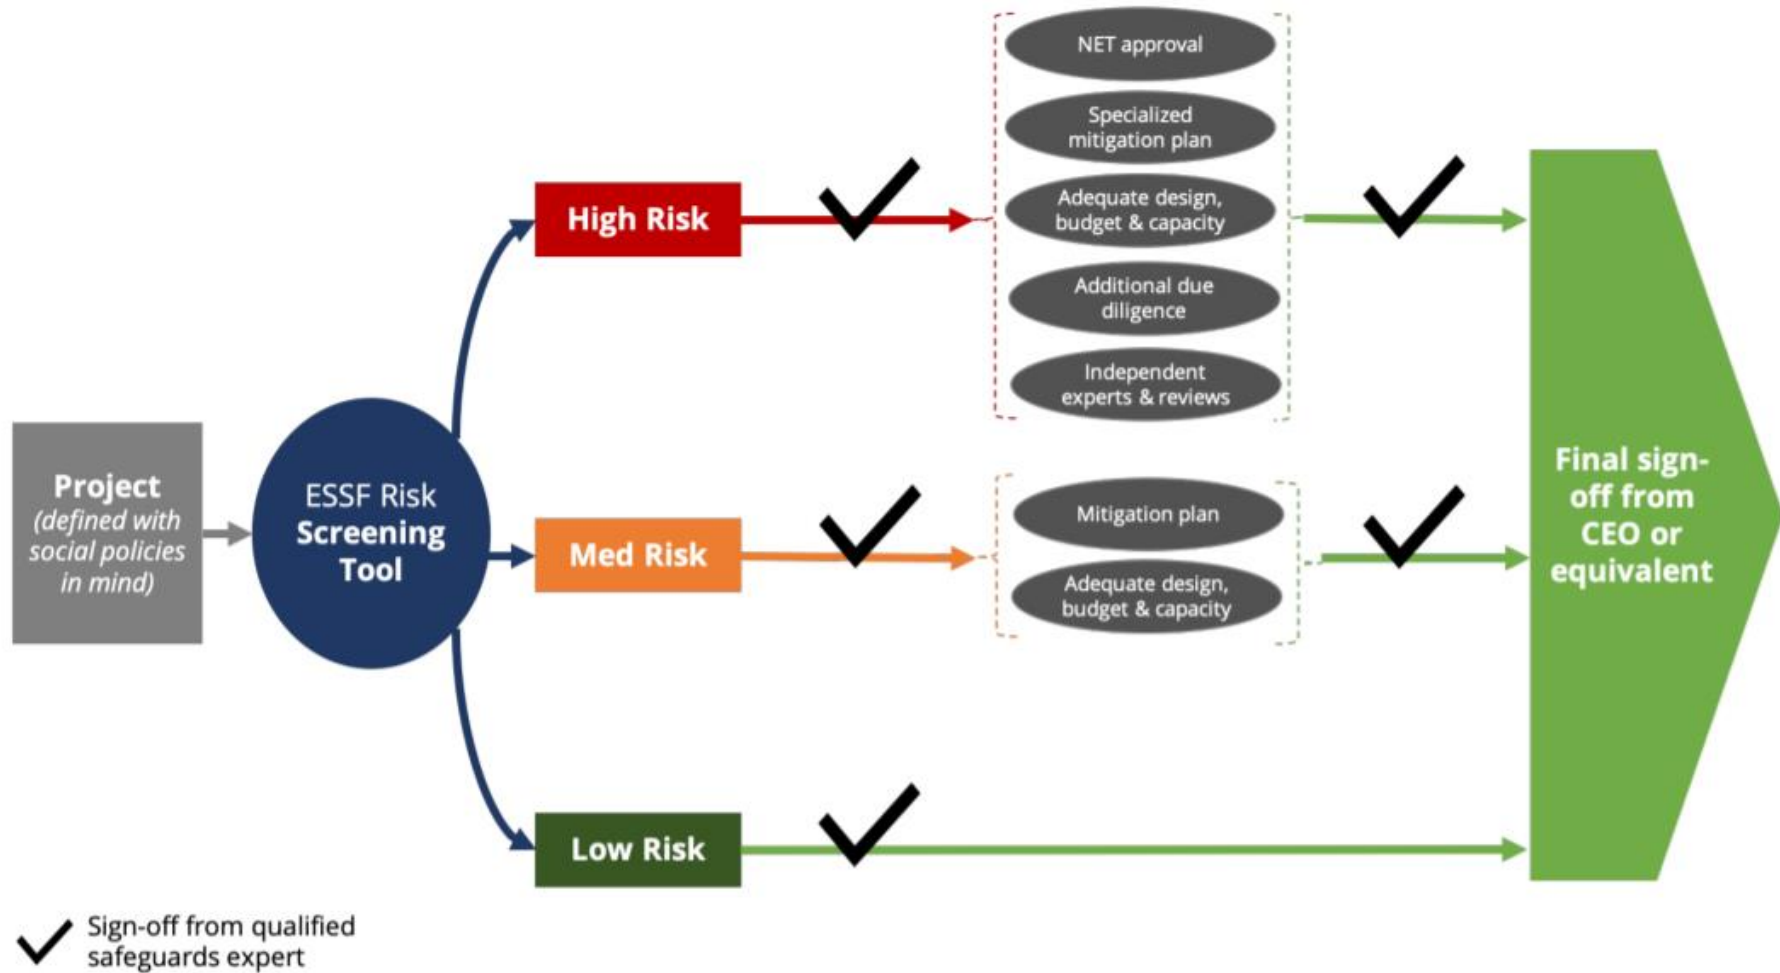 Project
(defined with
social policies
in mind)
ESSF Risk
Screening
Tool
High Risk
NET approval
Specialized
mitigation plan
Adequate design,
budget & capacity
Additional due
diligence
Independent
experts & reviews
Med Risk
Mitigation plan
Adequate design,
budget & capacity
Low Risk
Final sign-
off from
CEO or
equivalent
Sign-off from qualified
safeguards expert